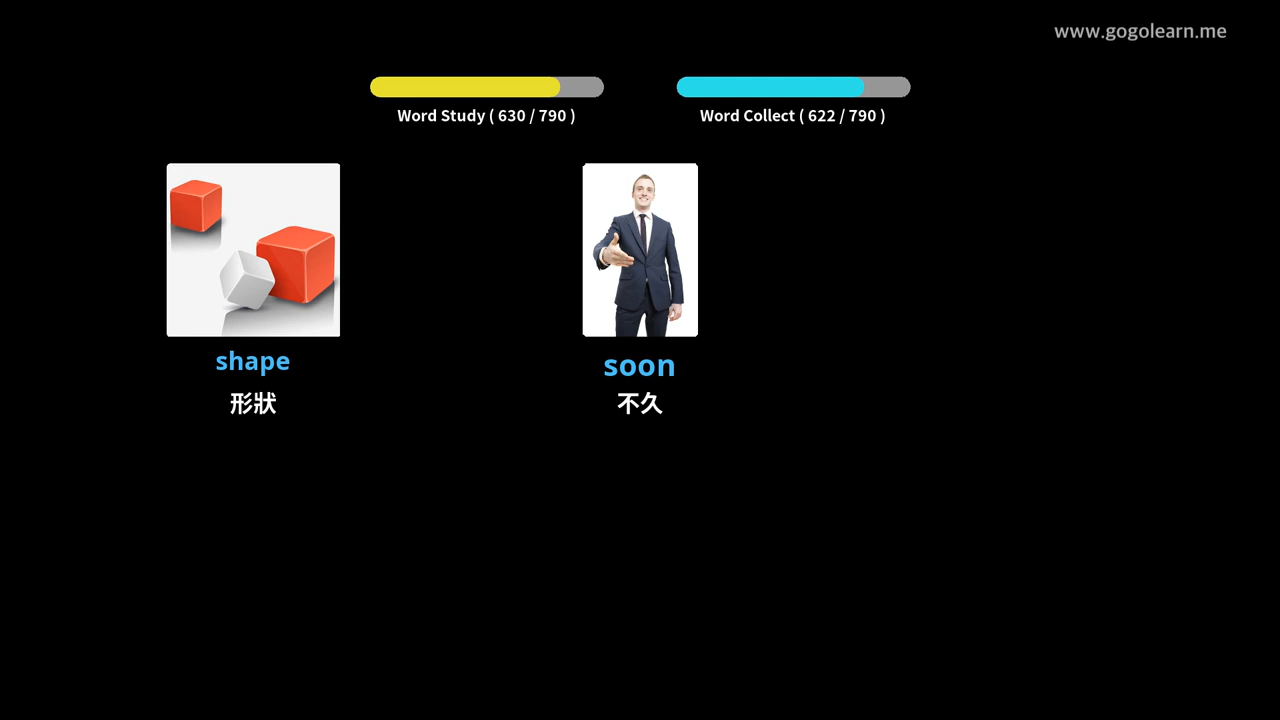 www.gogolearn.me
Word Study ( 630 / 790 )
Word Collect ( 622 / 790 )
shape
形狀
soon
不久